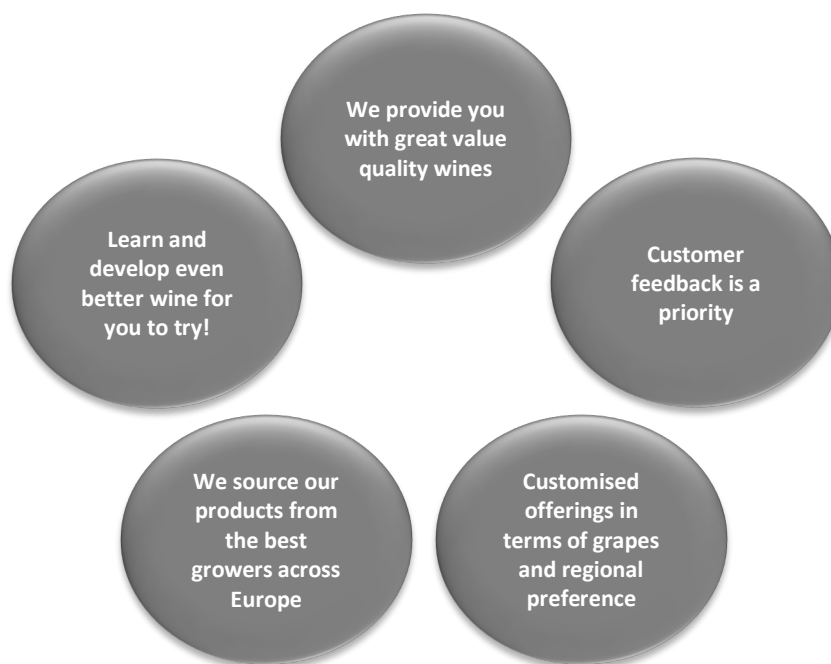 We provide you
with great value
quality wines
Customer
feedback is a
priority
Customised
offerings in
terms of grapes
and regional
preference
We source our
products from
the best
growers across
Europe
Learn and
develop even
better wine for
you to try!